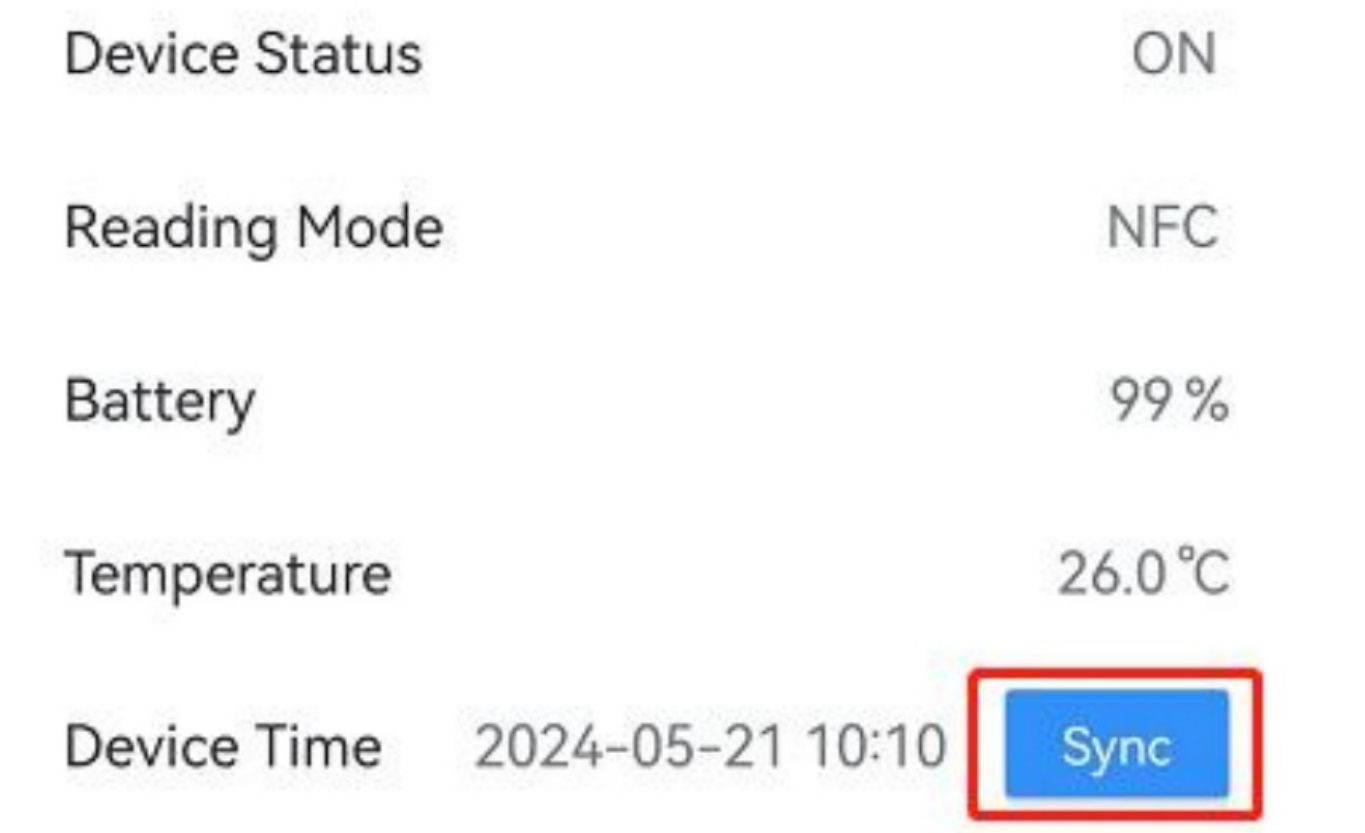 Device Status ON
Reading Mode NFC
Battery 99%
Temperature 26.0℃
Device Time 2024-05-21 10:10 Sync